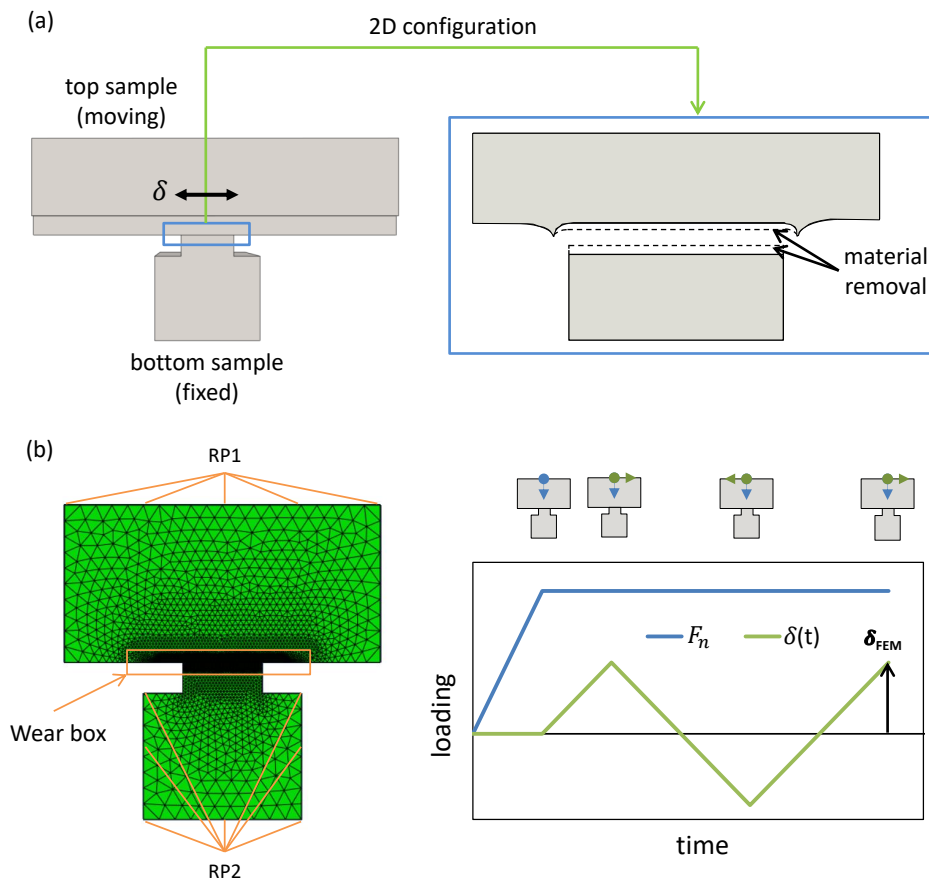 (a)
2D configuration
top sample
(moving)
δ
material
removal
bottom sample
(fixed)
(b)
RP1
Wear box
RP2
F_n
δ(t)
δ_FEM
loading
time